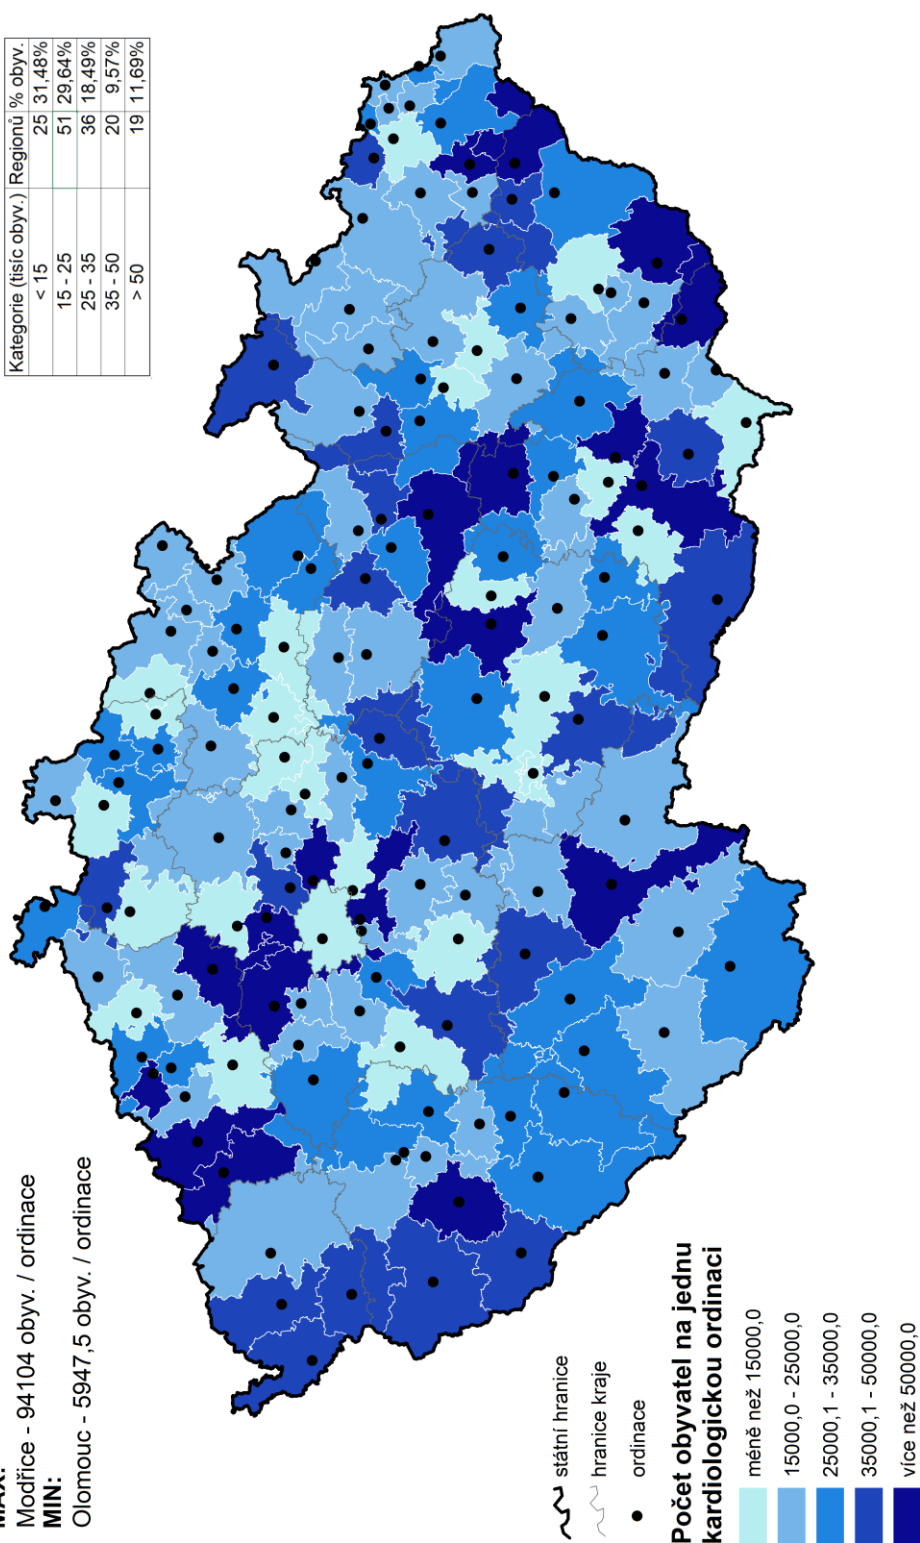 MAX:
Modřice - 94104 obyv. / ordinace
MIN:
Olomouc - 5947,5 obyv. / ordinace
Kategorie (tisíc obyv.) Regionů % obyv.
< 15 25 31,48%
15 - 25 51 29,64%
25 - 35 36 18,49%
35 - 50 20 9,57%
> 50 19 11,69%
státní hranice
hranice kraje
ordinace
Počet obyvatel na jednu
kardiologickou ordinaci
méně než 15000,0
15000,0 - 25000,0
25000,1 - 35000,0
35000,1 - 50000,0
více než 50000,0